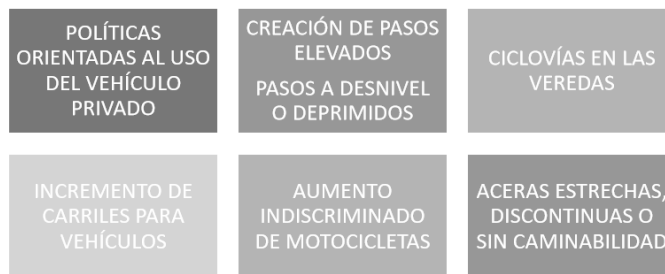 POLÍTICAS
ORIENTADAS AL USO
DEL VEHÍCULO
PRIVADO
CREACIÓN DE PASOS
ELEVADOS
PASOS A DESNIVEL
O DEPRIMIDOS
CICLOVÍAS EN LAS
VEREDAS
INCREMENTO DE
CARRILES PARA
VEHÍCULOS
AUMENTO
INDISCRIMINADO
DE MOTOCICLETAS
ACERAS ESTRECHAS,
DISCONTINUAS O
SIN CAMINABILIDAD